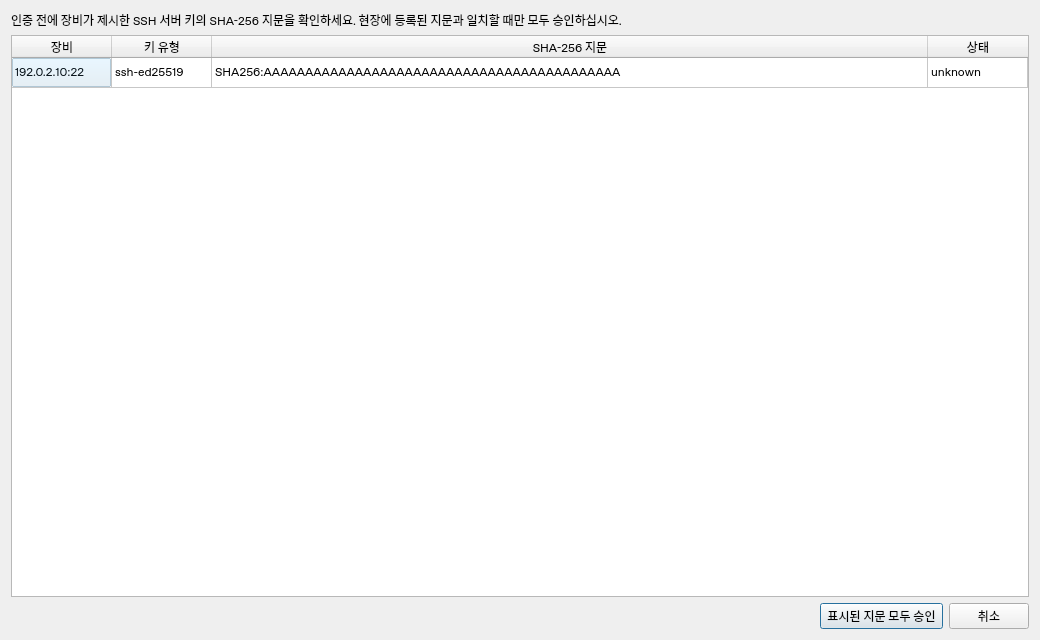 인증 전에 장비가 제시한 SSH 서버 키의 SHA-256 지문을 확인하세요. 현장에 등록된 지문과 일치할 때만 모두 승인하십시오.
장비 키 유형 SHA-256 지문 상태
192.0.2.10:22 ssh-ed25519 SHA256:AAAAAAAAAAAAAAAAAAAAAAAAAAAAAAAAAAAAAAAAAAA unknown
표시된 지문 모두 승인 취소